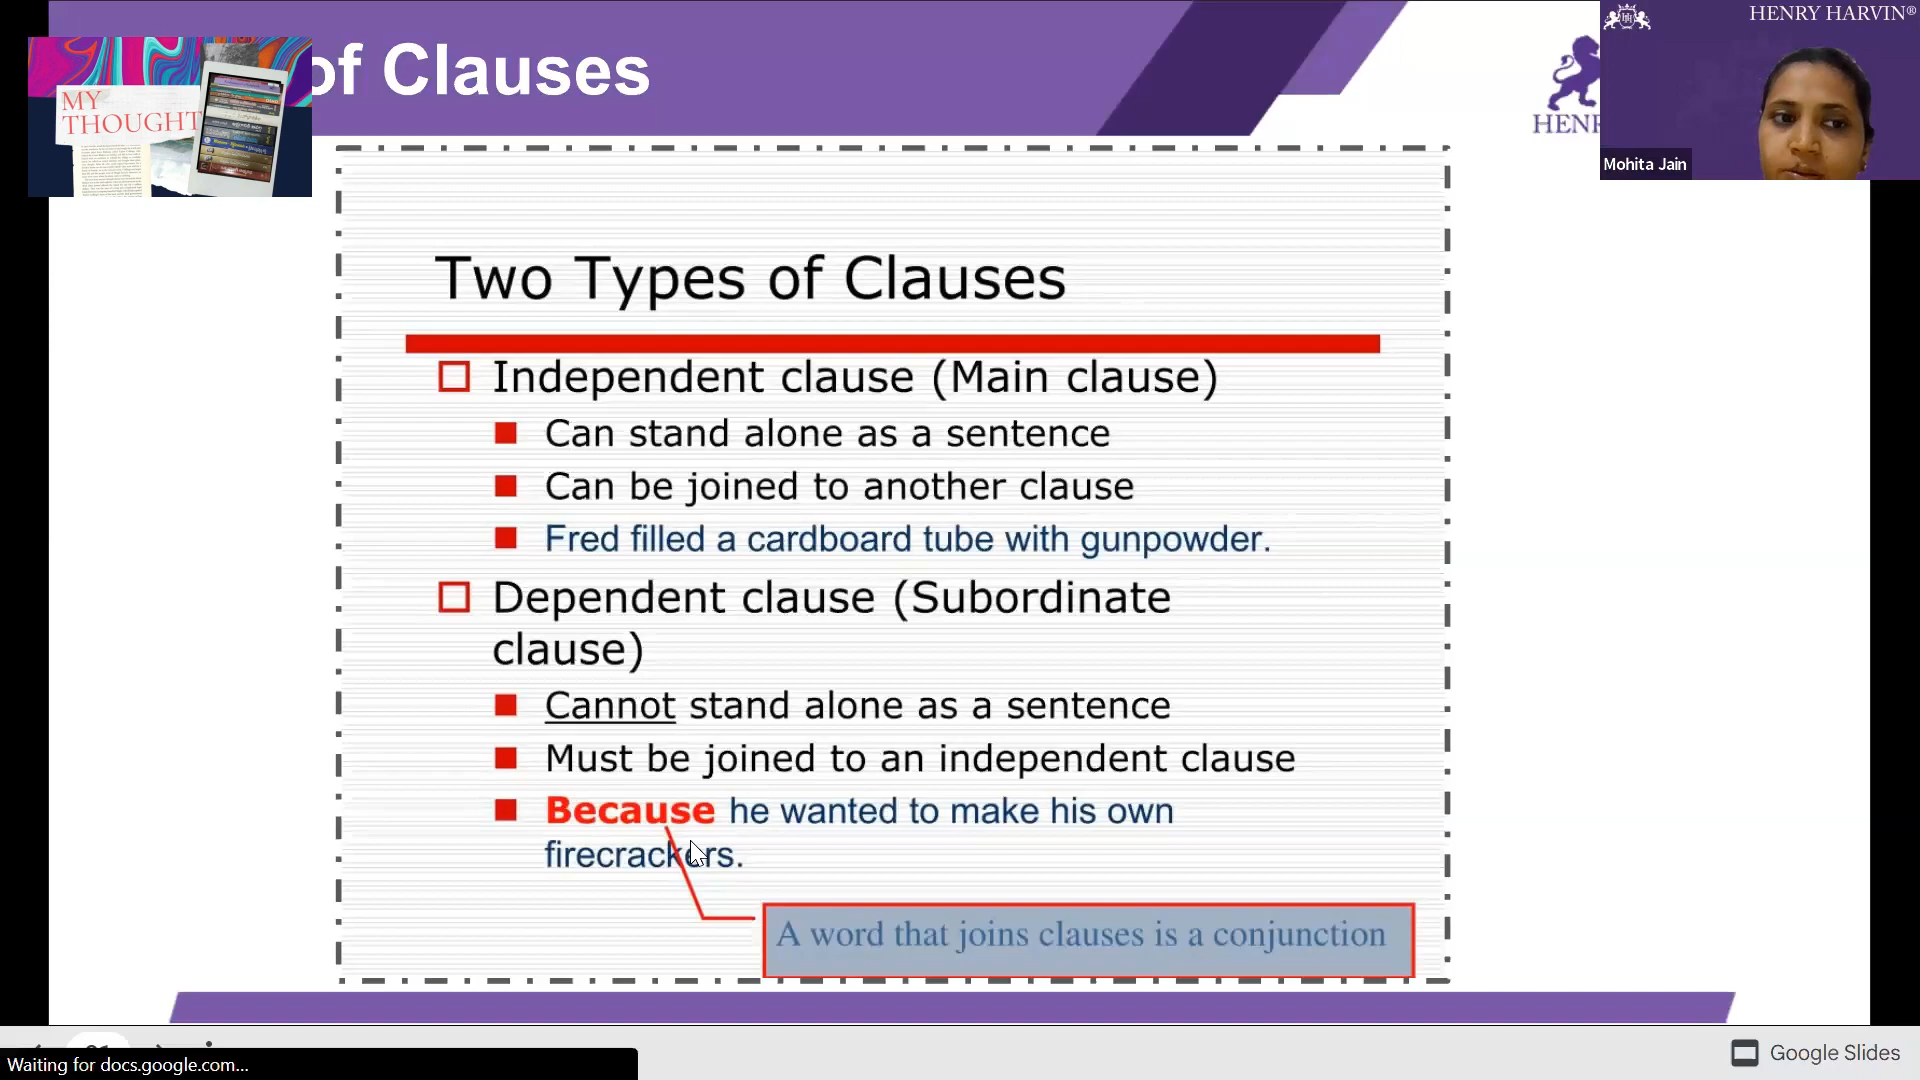 of Clauses
MY
THOUGHT
HENRY HARVIN®
Mohita Jain
Two Types of Clauses
Independent clause (Main clause)
Can stand alone as a sentence
Can be joined to another clause
Fred filled a cardboard tube with gunpowder.
Dependent clause (Subordinate
clause)
Cannot stand alone as a sentence
Must be joined to an independent clause
Because he wanted to make his own
firecrackers.
A word that joins clauses is a conjunction
Waiting for docs.google.com...
Google Slides